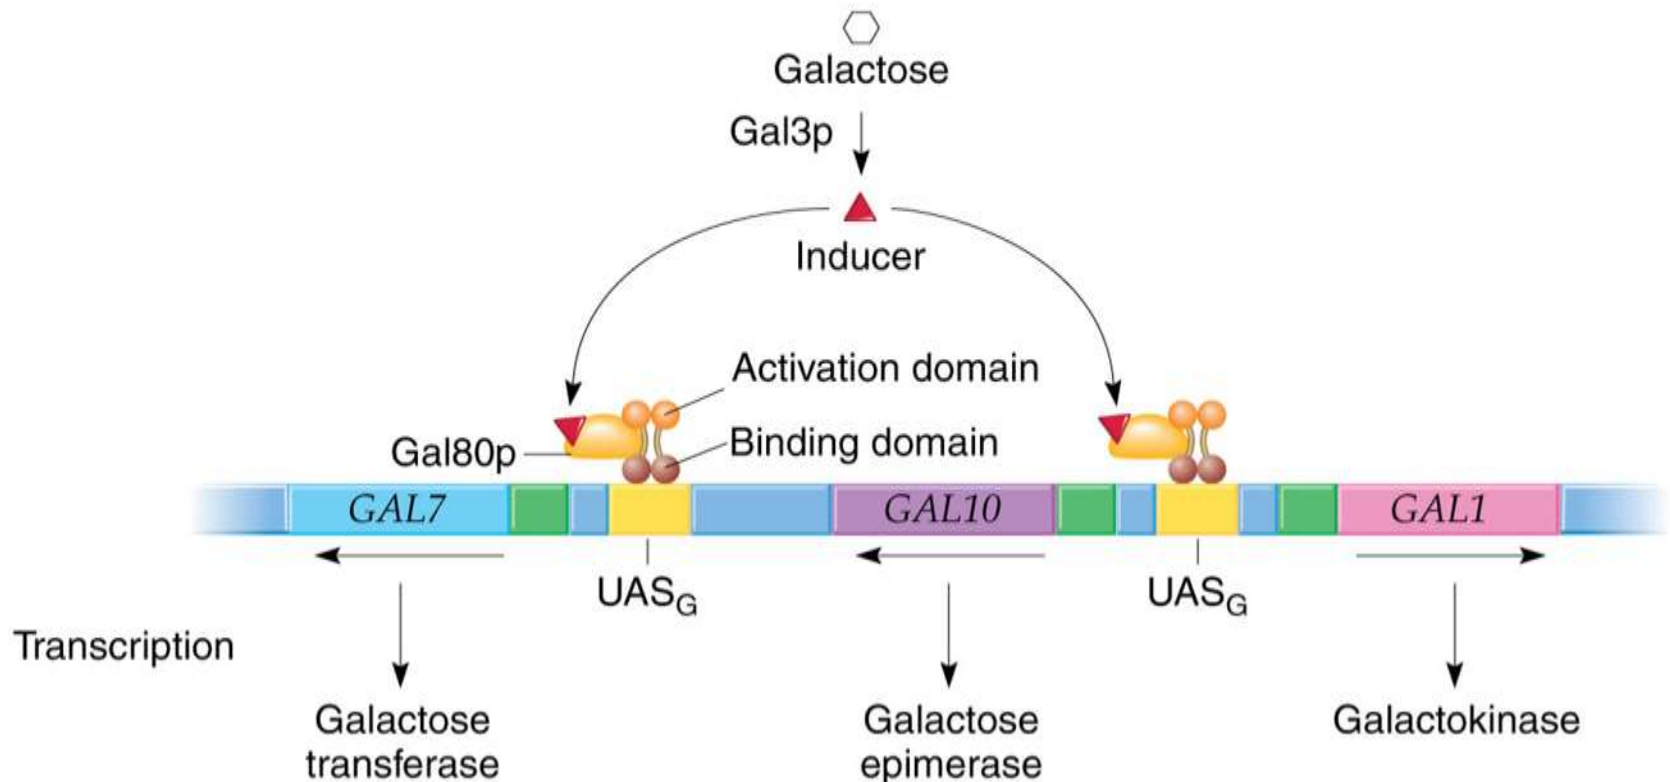 Galactose
Gal3p
Inducer
Activation domain
Binding domain
Gal80p
GAL7
GAL10
GAL1
UASG
UASG
Transcription
Galactose
transferase
Galactose
epimerase
Galactokinase